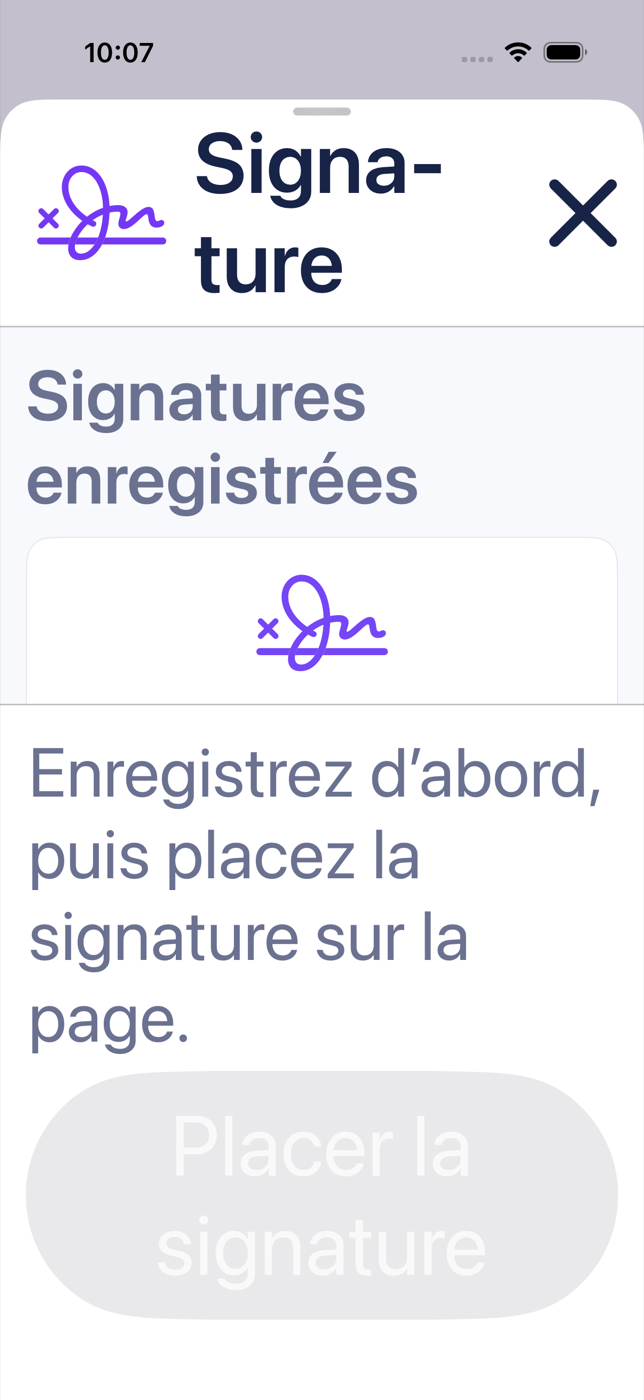 10:07
Signa-
ture
Signatures
enregistrées
Enregistrez d’abord,
puis placez la
signature sur la
page.
Placer la
signature